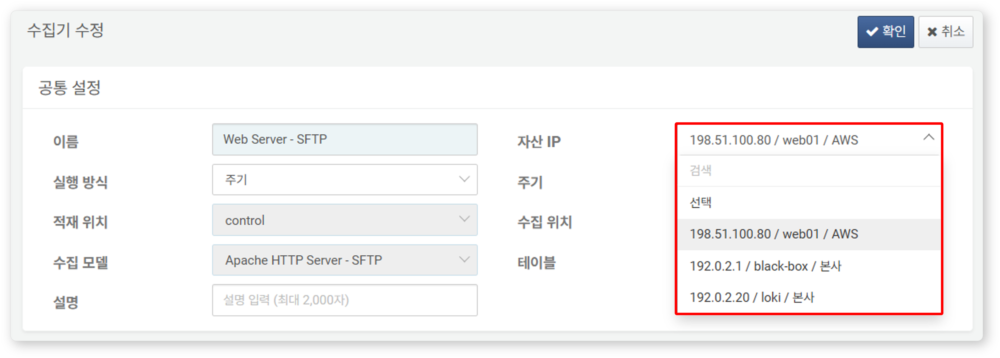 수집기 수정
확인
취소
공통 설정
이름
Web Server - SFTP
자산 IP
198.51.100.80 / web01 / AWS
검색
선택
198.51.100.80 / web01 / AWS
192.0.2.1 / black-box / 본사
192.0.2.20 / loki / 본사
실행 방식
주기
주기
적재 위치
control
수집 위치
수집 모델
Apache HTTP Server - SFTP
테이블
설명
설명 입력 (최대 2,000자)